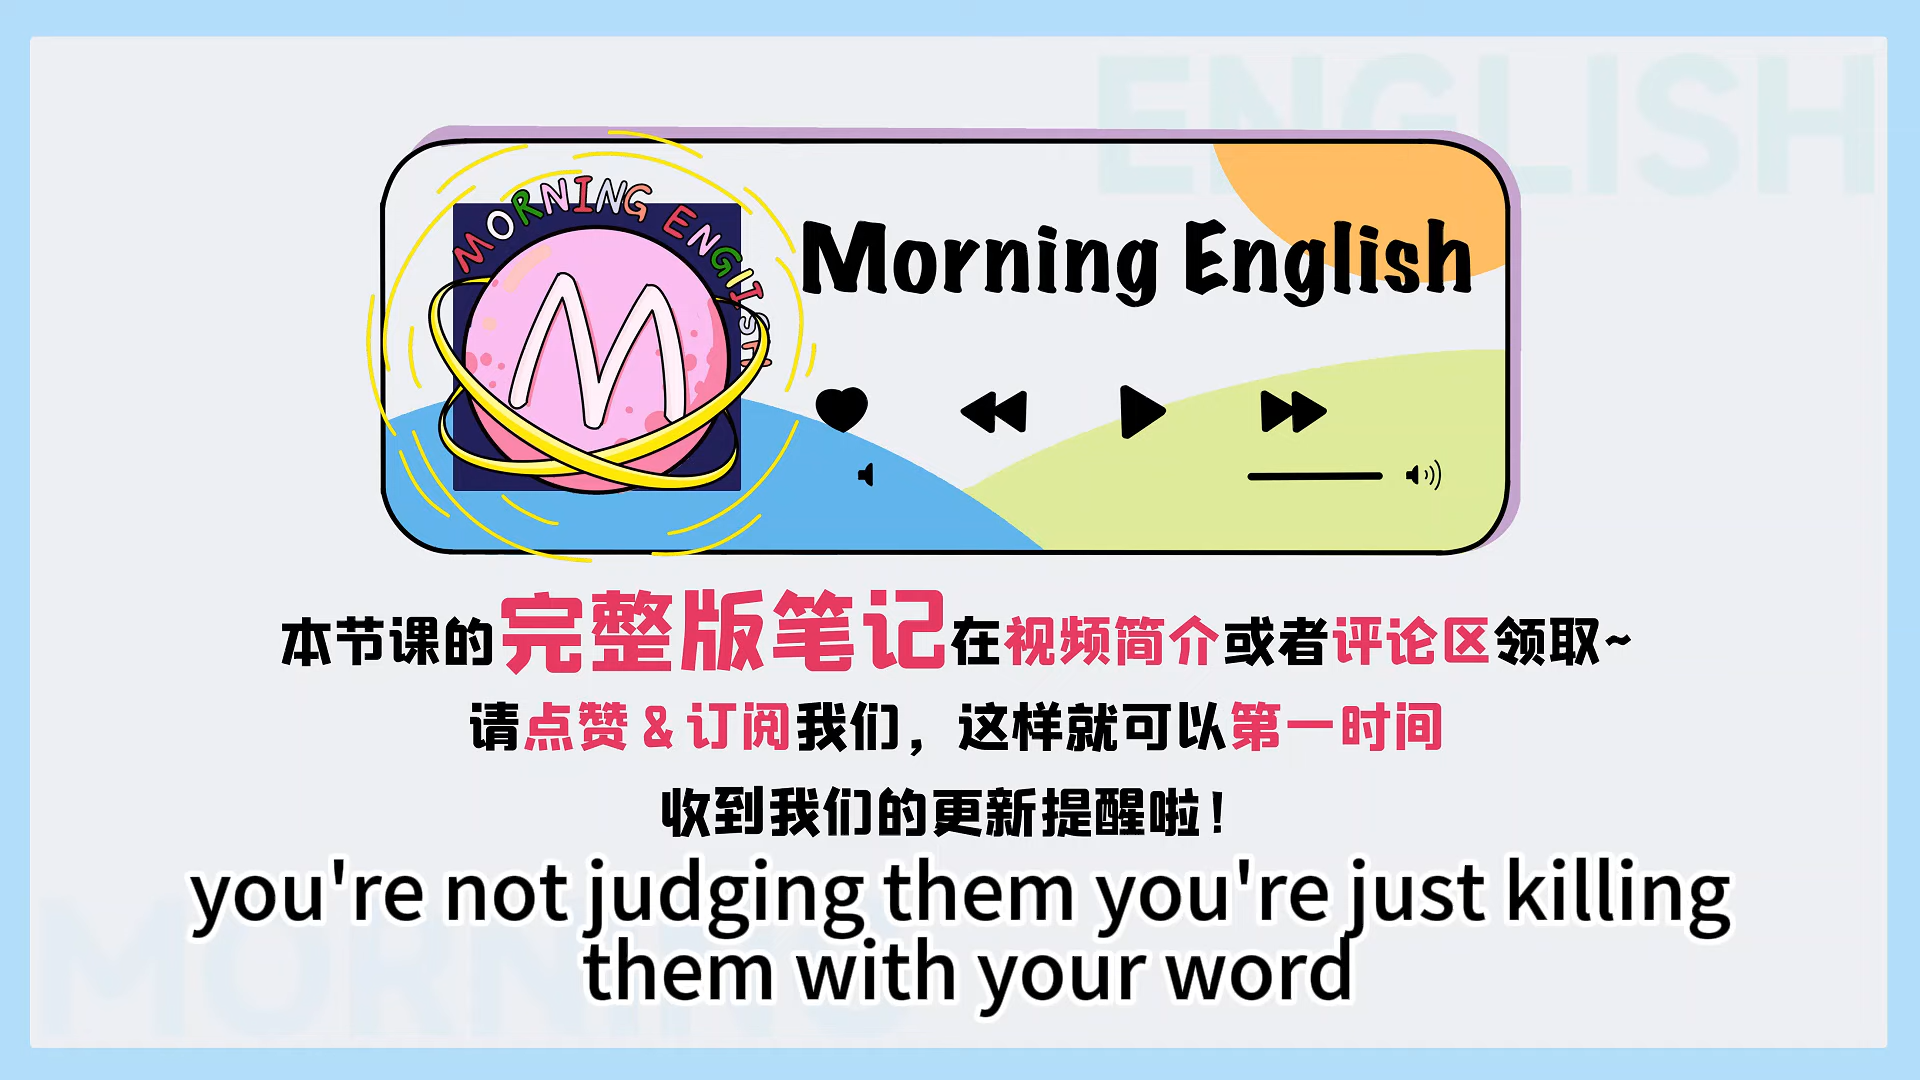 ENGLISH
MORNING ENGLISH
M
Morning English
本节课的完整版笔记在视频简介或者评论区领取~
请点赞&订阅我们，这样就可以第一时间
收到我们的更新提醒啦！
MORNING
you're not judging them you're just killing
them with your word